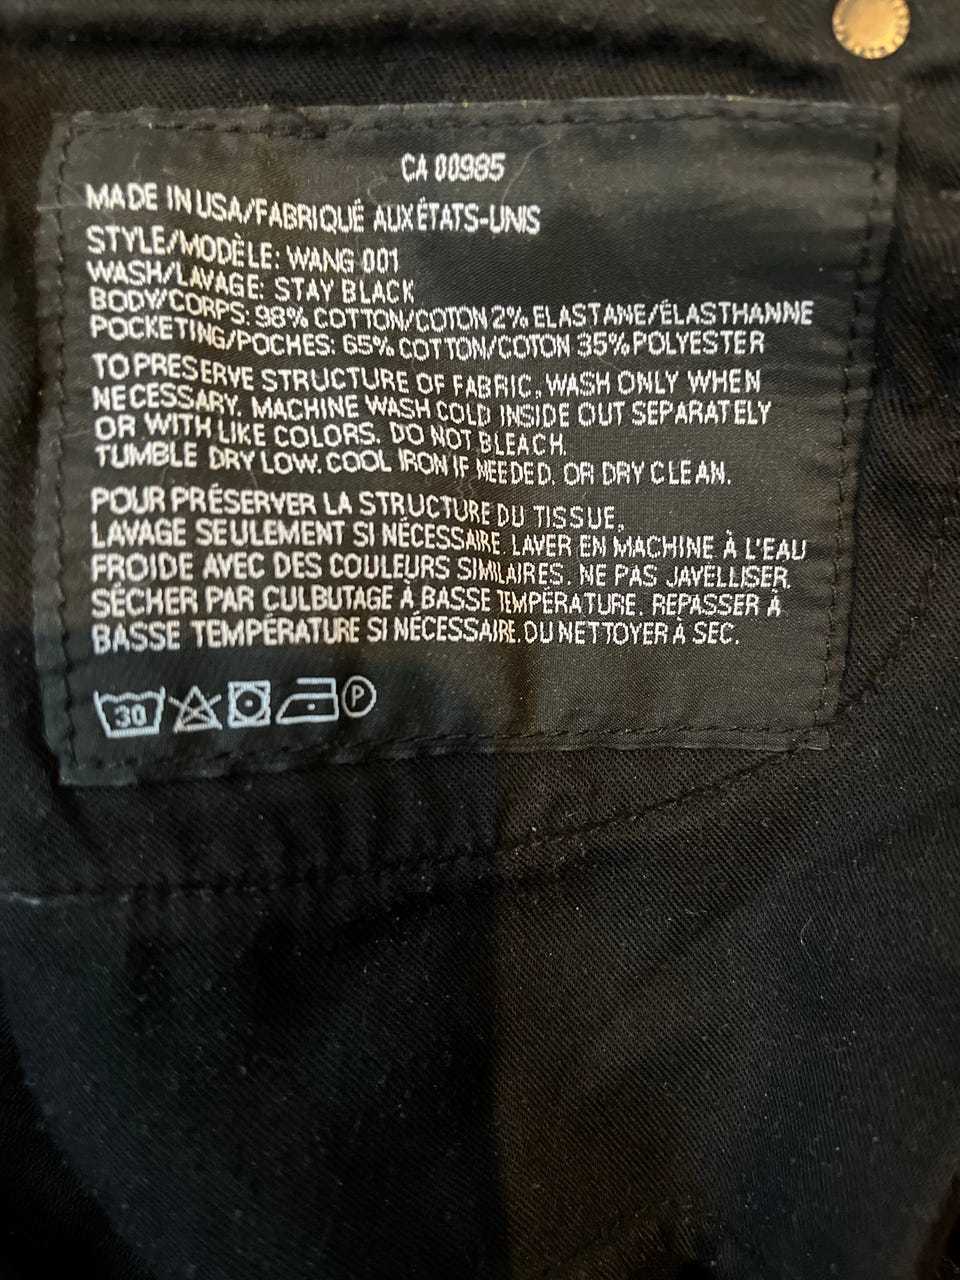 CA 00985
MADE IN USA/FABRIQUÉ AUX ÉTATS-UNIS
STYLE/MODÈLE: WANG 001
WASH/LAVAGE: STAY BLACK
BODY/CORPS: 98% COTTON/COTON 2% ELASTANE/ÉLASTHANNE
POCKETING/POCHES: 65% COTTON/COTON 35% POLYESTER
TO PRESERVE STRUCTURE OF FABRIC, WASH ONLY WHEN
NECESSARY. MACHINE WASH COLD INSIDE OUT SEPARATELY
OR WITH LIKE COLORS. DO NOT BLEACH.
TUMBLE DRY LOW. COOL IRON IF NEEDED. OR DRY CLEAN.
POUR PRÉSERVER LA STRUCTURE DU TISSUE,
LAVAGE SEULEMENT SI NÉCESSAIRE. LAVER EN MACHINE À L'EAU
FROIDE AVEC DES COULEURS SIMILAIRES. NE PAS JAVELLISER.
SÉCHER PAR CULBUTAGE À BASSE TEMPÉRATURE. REPASSER À
BASSE TEMPÉRATURE SI NÉCESSAIRE. OU NETTOYER À SEC.
30 P